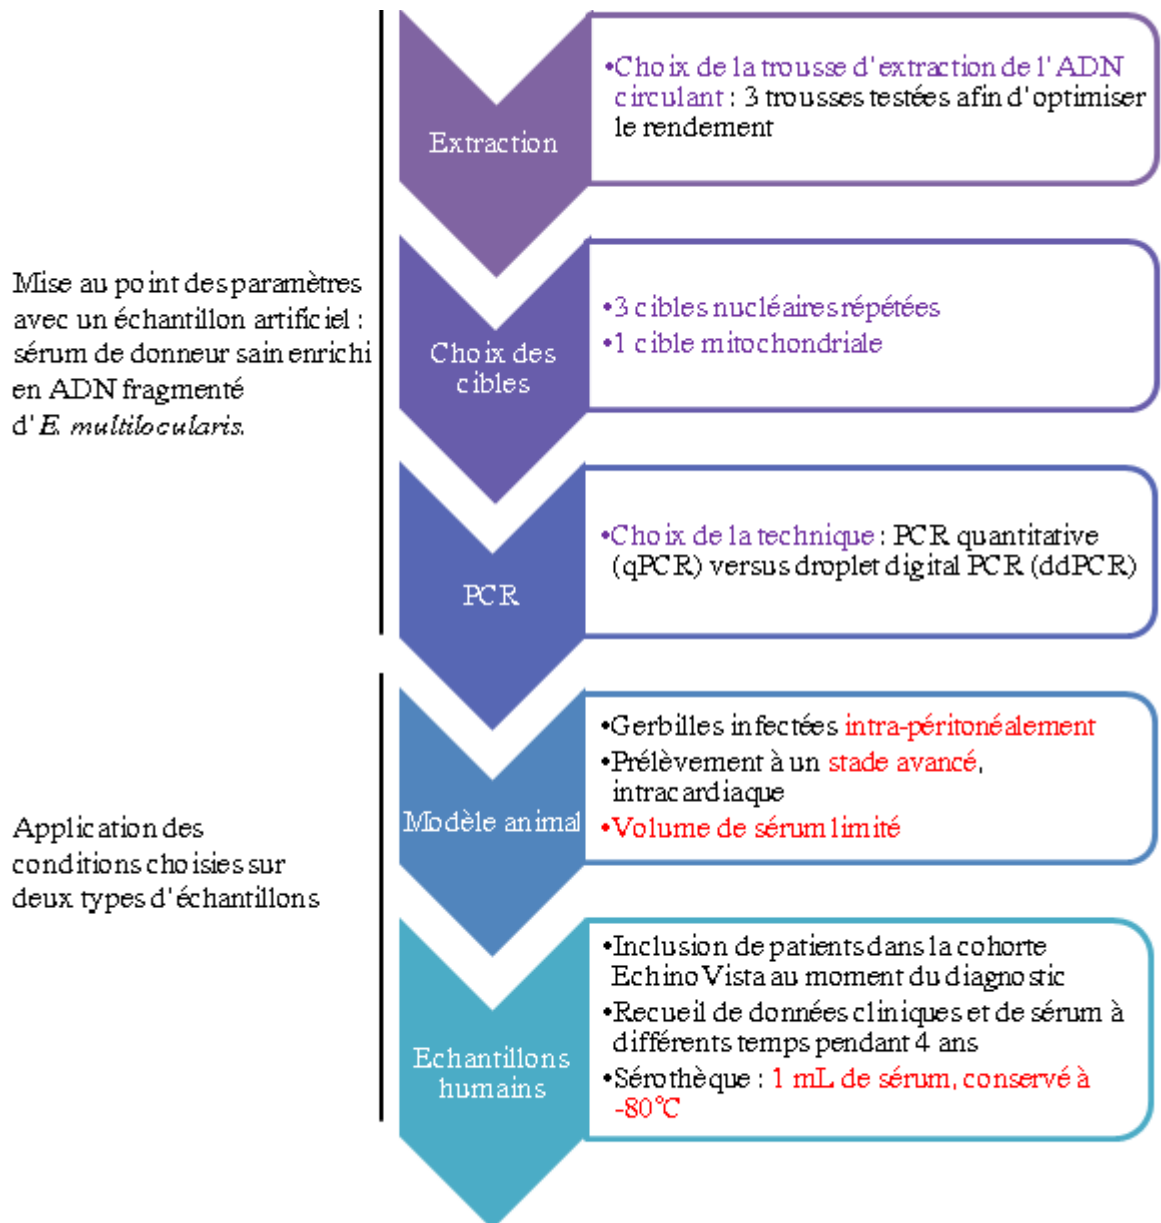 Mise au point des paramètres
avec un échantillon artificiel :
sérum de donneur sain enrichi
en ADN fragmenté
d'E. multilocularis.
Extraction
•Choix de la trousse d'extraction de l'ADN
circulant : 3 trousses testées afin d'optimiser
le rendement
Choix des
cibles
•3 cibles nucléaires répétées
•1 cible mitochondriale
PCR
•Choix de la technique : PCR quantitative
(qPCR) versus droplet digital PCR (ddPCR)
Application des
conditions choisies sur
deux types d'échantillons
Modèle animal
•Gerbilles infectées intra-péritonéalement
•Prélèvement à un stade avancé,
intracardiaque
•Volume de sérum limité
Echantillons
humains
•Inclusion de patients dans la cohorte
EchinoVista au moment du diagnostic
•Recueil de données cliniques et de sérum à
différents temps pendant 4 ans
•Sérothèque : 1 mL de sérum, conservé à
-80°C